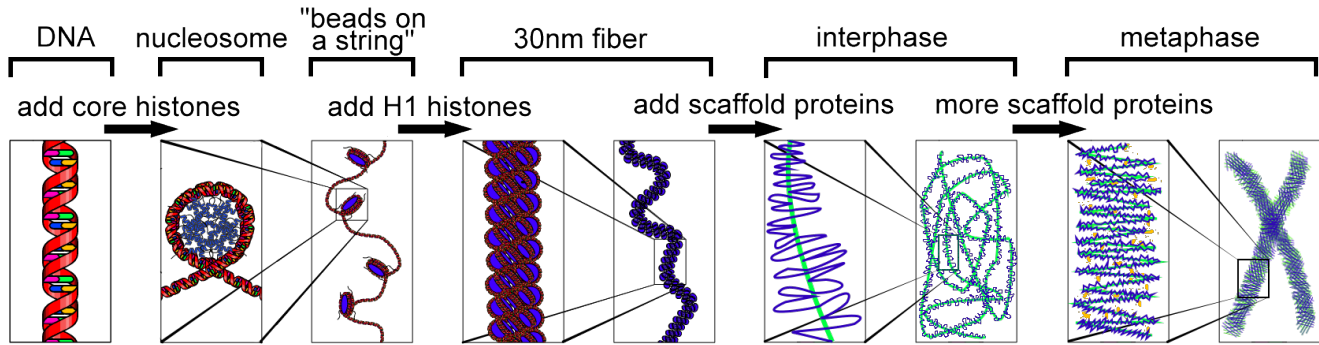 DNA
nucleosome
"beads on
a string"
30nm fiber
interphase
metaphase
add core histones
add H1 histones
add scaffold proteins
more scaffold proteins